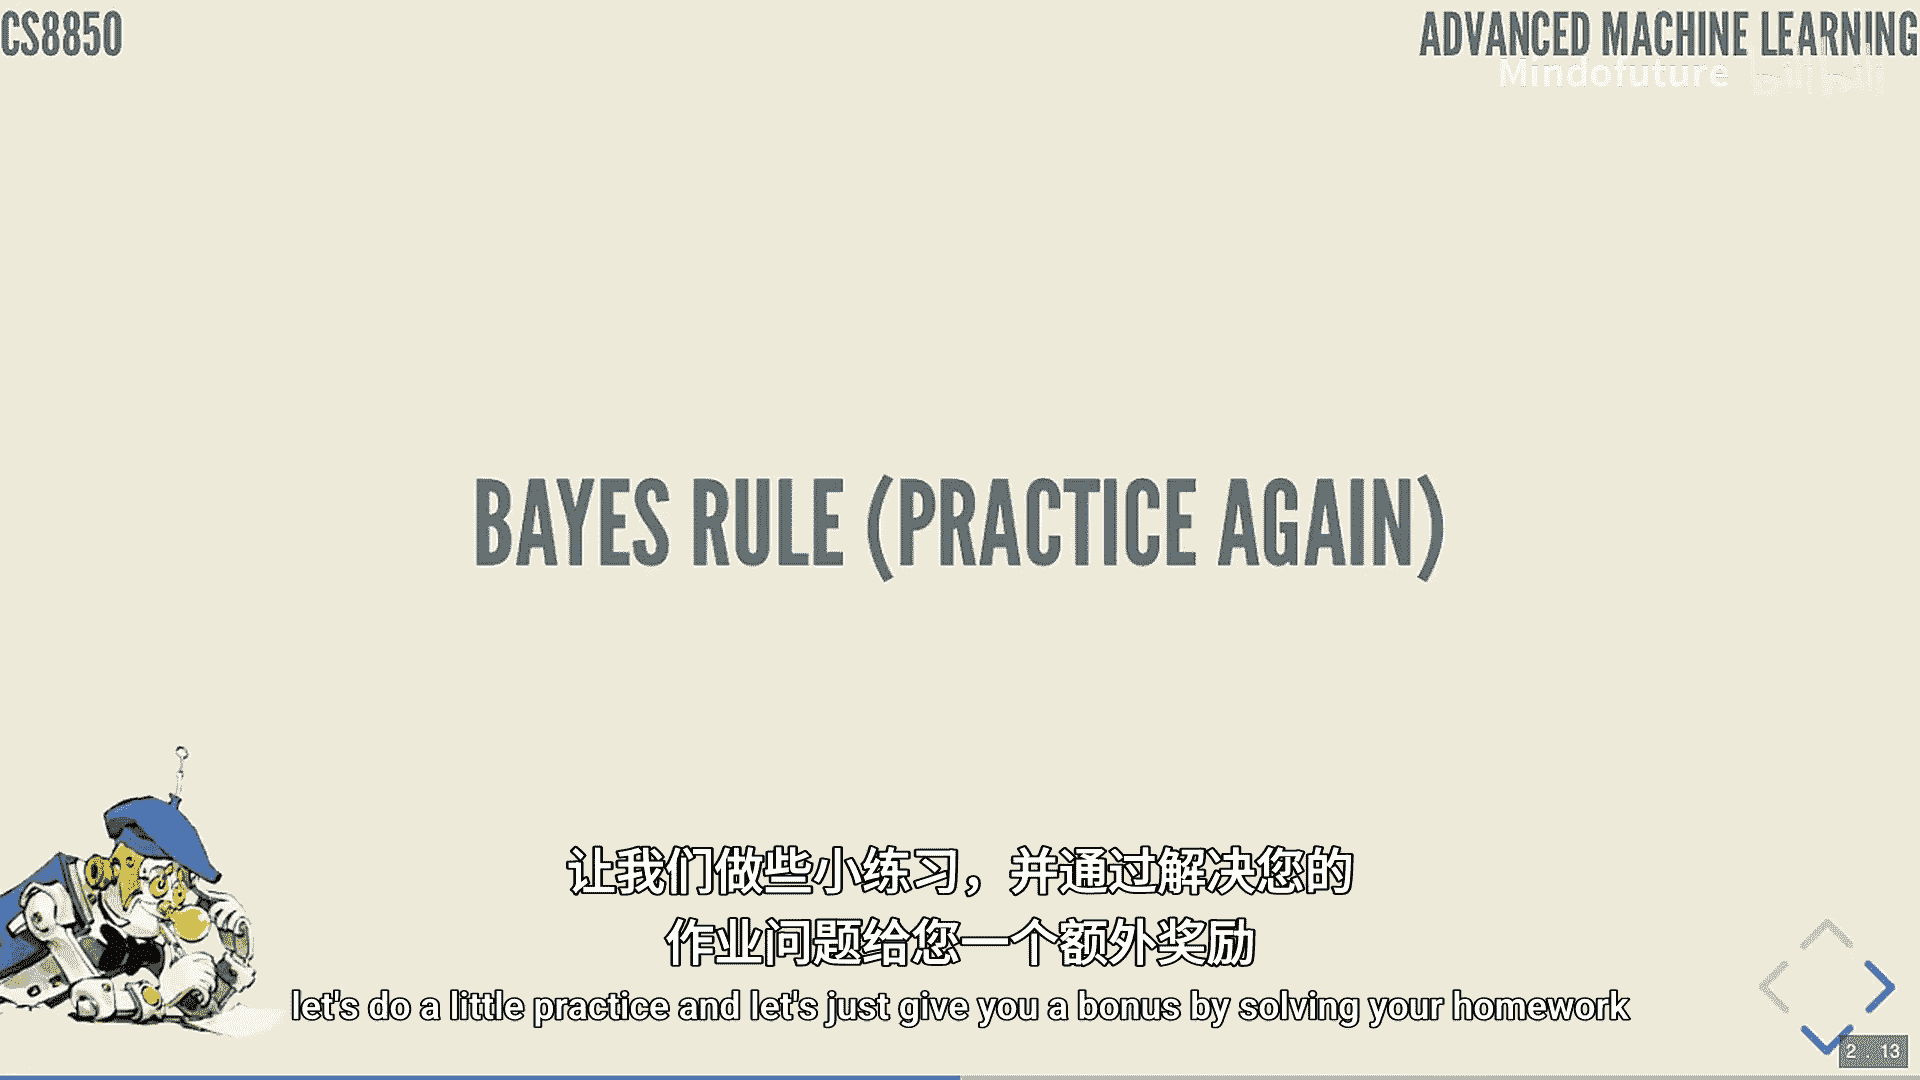 CS8850
ADVANCED MACHINE LEARNING
Mindofuture bilibili
BAYES RULE (PRACTICE AGAIN)
让我们做些小练习，并通过解决您的
作业问题给您一个额外奖励
let's do a little practice and let's just give you a bonus by solving your homework
2 . 13